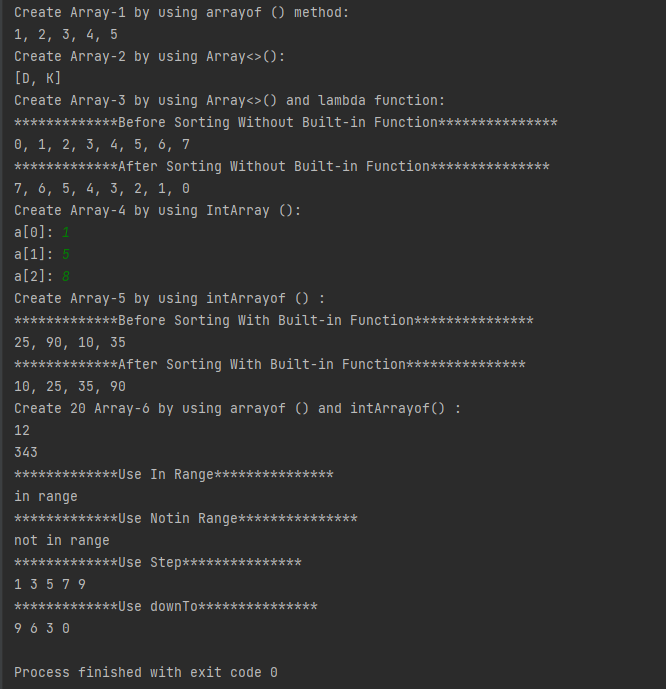 Create Array-1 by using arrayof () method:
1, 2, 3, 4, 5
Create Array-2 by using Array<>():
[D, K]
Create Array-3 by using Array<>() and lambda function:
*************Before Sorting Without Built-in Function***************
0, 1, 2, 3, 4, 5, 6, 7
*************After Sorting Without Built-in Function***************
7, 6, 5, 4, 3, 2, 1, 0
Create Array-4 by using IntArray ():
a[0]: 1
a[1]: 5
a[2]: 8
Create Array-5 by using intArrayof () :
*************Before Sorting With Built-in Function***************
25, 90, 10, 35
*************After Sorting With Built-in Function***************
10, 25, 35, 90
Create 20 Array-6 by using arrayof () and intArrayof() :
12
343
*************Use In Range***************
in range
*************Use Notin Range***************
not in range
*************Use Step***************
1 3 5 7 9
*************Use downTo***************
9 6 3 0
Process finished with exit code 0